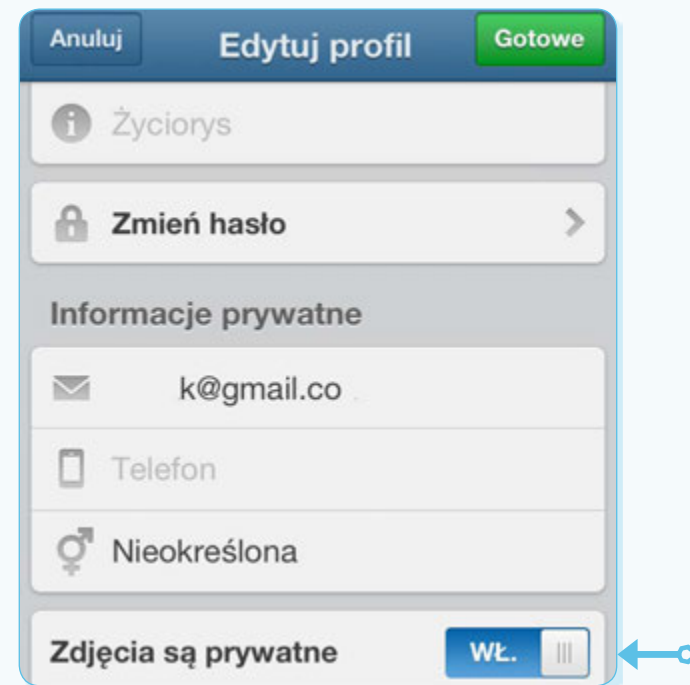 Anuluj Edytuj profil Gotowe
Życiorys
Zmień hasło
Informacje prywatne
k@gmail.co
Telefon
Nieokreślona
Zdjęcia są prywatne WŁ.